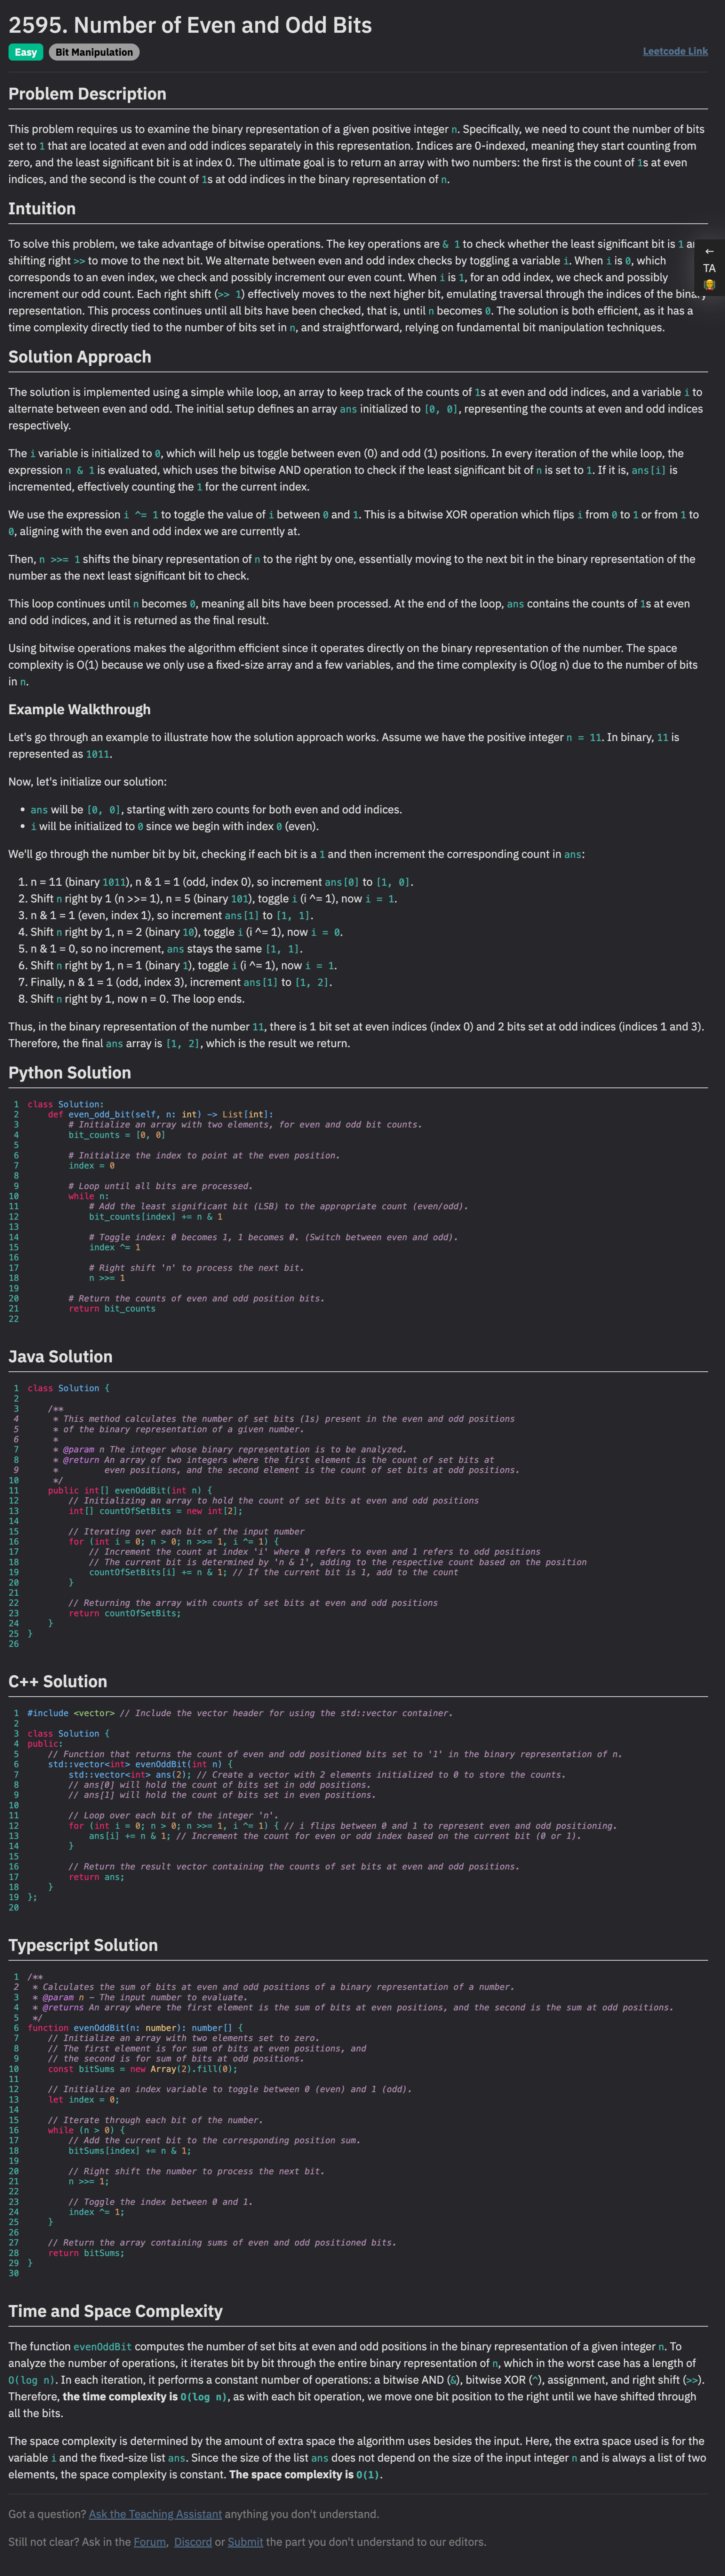 2595. Number of Even and Odd Bits
Easy Bit Manipulation Leetcode Link
Problem Description
This problem requires us to examine the binary representation of a given positive integer n. Specifically, we need to count the number of bits
set to 1 that are located at even and odd indices separately in this representation. Indices are 0-indexed, meaning they start counting from
zero, and the least significant bit is at index 0. The ultimate goal is to return an array with two numbers: the first is the count of 1s at even
indices, and the second is the count of 1s at odd indices in the binary representation of n.
Intuition
To solve this problem, we take advantage of bitwise operations. The key operations are & 1 to check whether the least significant bit is 1 and
shifting right >> to move to the next bit. We alternate between even and odd index checks by toggling a variable i. When i is 0, which
corresponds to an even index, we check and possibly increment our even count. When i is 1, for an odd index, we check and possibly
increment our odd count. Each right shift (>> 1) effectively moves to the next higher bit, emulating traversal through the indices of the binary
representation. This process continues until all bits have been checked, that is, until n becomes 0. The solution is both efficient, as it has a
time complexity directly tied to the number of bits set in n, and straightforward, relying on fundamental bit manipulation techniques.
←
TA
Solution Approach
The solution is implemented using a simple while loop, an array to keep track of the counts of 1s at even and odd indices, and a variable i to
alternate between even and odd. The initial setup defines an array ans initialized to [0, 0], representing the counts at even and odd indices
respectively.
The i variable is initialized to 0, which will help us toggle between even (0) and odd (1) positions. In every iteration of the while loop, the
expression n & 1 is evaluated, which uses the bitwise AND operation to check if the least significant bit of n is set to 1. If it is, ans[i] is
incremented, effectively counting the 1 for the current index.
We use the expression i ^= 1 to toggle the value of i between 0 and 1. This is a bitwise XOR operation which flips i from 0 to 1 or from 1 to
0, aligning with the even and odd index we are currently at.
Then, n >>= 1 shifts the binary representation of n to the right by one, essentially moving to the next bit in the binary representation of the
number as the next least significant bit to check.
This loop continues until n becomes 0, meaning all bits have been processed. At the end of the loop, ans contains the counts of 1s at even
and odd indices, and it is returned as the final result.
Using bitwise operations makes the algorithm efficient since it operates directly on the binary representation of the number. The space
complexity is O(1) because we only use a fixed-size array and a few variables, and the time complexity is O(log n) due to the number of bits
in n.
Example Walkthrough
Let's go through an example to illustrate how the solution approach works. Assume we have the positive integer n = 11. In binary, 11 is
represented as 1011.
Now, let's initialize our solution:
• ans will be [0, 0], starting with zero counts for both even and odd indices.
• i will be initialized to 0 since we begin with index 0 (even).
We'll go through the number bit by bit, checking if each bit is a 1 and then increment the corresponding count in ans:
1. n = 11 (binary 1011), n & 1 = 1 (odd, index 0), so increment ans[0] to [1, 0].
2. Shift n right by 1 (n >>= 1), n = 5 (binary 101), toggle i (i ^= 1), now i = 1.
3. n & 1 = 1 (even, index 1), so increment ans[1] to [1, 1].
4. Shift n right by 1, n = 2 (binary 10), toggle i (i ^= 1), now i = 0.
5. n & 1 = 0, so no increment, ans stays the same [1, 1].
6. Shift n right by 1, n = 1 (binary 1), toggle i (i ^= 1), now i = 1.
7. Finally, n & 1 = 1 (odd, index 3), increment ans[1] to [1, 2].
8. Shift n right by 1, now n = 0. The loop ends.
Thus, in the binary representation of the number 11, there is 1 bit set at even indices (index 0) and 2 bits set at odd indices (indices 1 and 3).
Therefore, the final ans array is [1, 2], which is the result we return.
Python Solution
1 class Solution:
2     def even_odd_bit(self, n: int) -> List[int]:
3         # Initialize an array with two elements, for even and odd bit counts.
4         bit_counts = [0, 0]
5
6         # Initialize the index to point at the even position.
7         index = 0
8
9         # Loop until all bits are processed.
10         while n:
11             # Add the least significant bit (LSB) to the appropriate count (even/odd).
12             bit_counts[index] += n & 1
13
14             # Toggle index: 0 becomes 1, 1 becomes 0. (Switch between even and odd).
15             index ^= 1
16
17             # Right shift 'n' to process the next bit.
18             n >>= 1
19
20         # Return the counts of even and odd position bits.
21         return bit_counts
22
Java Solution
1 class Solution {
2
3     /**
4      * This method calculates the number of set bits (1s) present in the even and odd positions
5      * of the binary representation of a given number.
6      *
7      * @param n The integer whose binary representation is to be analyzed.
8      * @return An array of two integers where the first element is the count of set bits at
9      *         even positions, and the second element is the count of set bits at odd positions.
10      */
11     public int[] evenOddBit(int n) {
12         // Initializing an array to hold the count of set bits at even and odd positions
13         int[] countOfSetBits = new int[2];
14
15         // Iterating over each bit of the input number
16         for (int i = 0; n > 0; n >>= 1, i ^= 1) {
17             // Increment the count at index 'i' where 0 refers to even and 1 refers to odd positions
18             // The current bit is determined by 'n & 1', adding to the respective count based on the position
19             countOfSetBits[i] += n & 1; // If the current bit is 1, add to the count
20         }
21
22         // Returning the array with counts of set bits at even and odd positions
23         return countOfSetBits;
24     }
25 }
26
C++ Solution
1 #include <vector> // Include the vector header for using the std::vector container.
2
3 class Solution {
4 public:
5     // Function that returns the count of even and odd positioned bits set to '1' in the binary representation of n.
6     std::vector<int> evenOddBit(int n) {
7         std::vector<int> ans(2); // Create a vector with 2 elements initialized to 0 to store the counts.
8         // ans[0] will hold the count of bits set in odd positions.
9         // ans[1] will hold the count of bits set in even positions.
10
11         // Loop over each bit of the integer 'n'.
12         for (int i = 0; n > 0; n >>= 1, i ^= 1) { // i flips between 0 and 1 to represent even and odd positioning.
13             ans[i] += n & 1; // Increment the count for even or odd index based on the current bit (0 or 1).
14         }
15
16         // Return the result vector containing the counts of set bits at even and odd positions.
17         return ans;
18     }
19 };
20
Typescript Solution
1 /**
2  * Calculates the sum of bits at even and odd positions of a binary representation of a number.
3  * @param n - The input number to evaluate.
4  * @returns An array where the first element is the sum of bits at even positions, and the second is the sum at odd positions.
5  */
6 function evenOddBit(n: number): number[] {
7     // Initialize an array with two elements set to zero.
8     // The first element is for sum of bits at even positions, and
9     // the second is for sum of bits at odd positions.
10     const bitSums = new Array(2).fill(0);
11
12     // Initialize an index variable to toggle between 0 (even) and 1 (odd).
13     let index = 0;
14
15     // Iterate through each bit of the number.
16     while (n > 0) {
17         // Add the current bit to the corresponding position sum.
18         bitSums[index] += n & 1;
19
20         // Right shift the number to process the next bit.
21         n >>= 1;
22
23         // Toggle the index between 0 and 1.
24         index ^= 1;
25     }
26
27     // Return the array containing sums of even and odd positioned bits.
28     return bitSums;
29 }
30
Time and Space Complexity
The function evenOddBit computes the number of set bits at even and odd positions in the binary representation of a given integer n. To
analyze the number of operations, it iterates bit by bit through the entire binary representation of n, which in the worst case has a length of
O(log n). In each iteration, it performs a constant number of operations: a bitwise AND (&), bitwise XOR (^), assignment, and right shift (>>).
Therefore, the time complexity is O(log n), as with each bit operation, we move one bit position to the right until we have shifted through
all the bits.
The space complexity is determined by the amount of extra space the algorithm uses besides the input. Here, the extra space used is for the
variable i and the fixed-size list ans. Since the size of the list ans does not depend on the size of the input integer n and is always a list of two
elements, the space complexity is constant. The space complexity is O(1).
Got a question? Ask the Teaching Assistant anything you don't understand.
Still not clear? Ask in the Forum, Discord or Submit the part you don't understand to our editors.